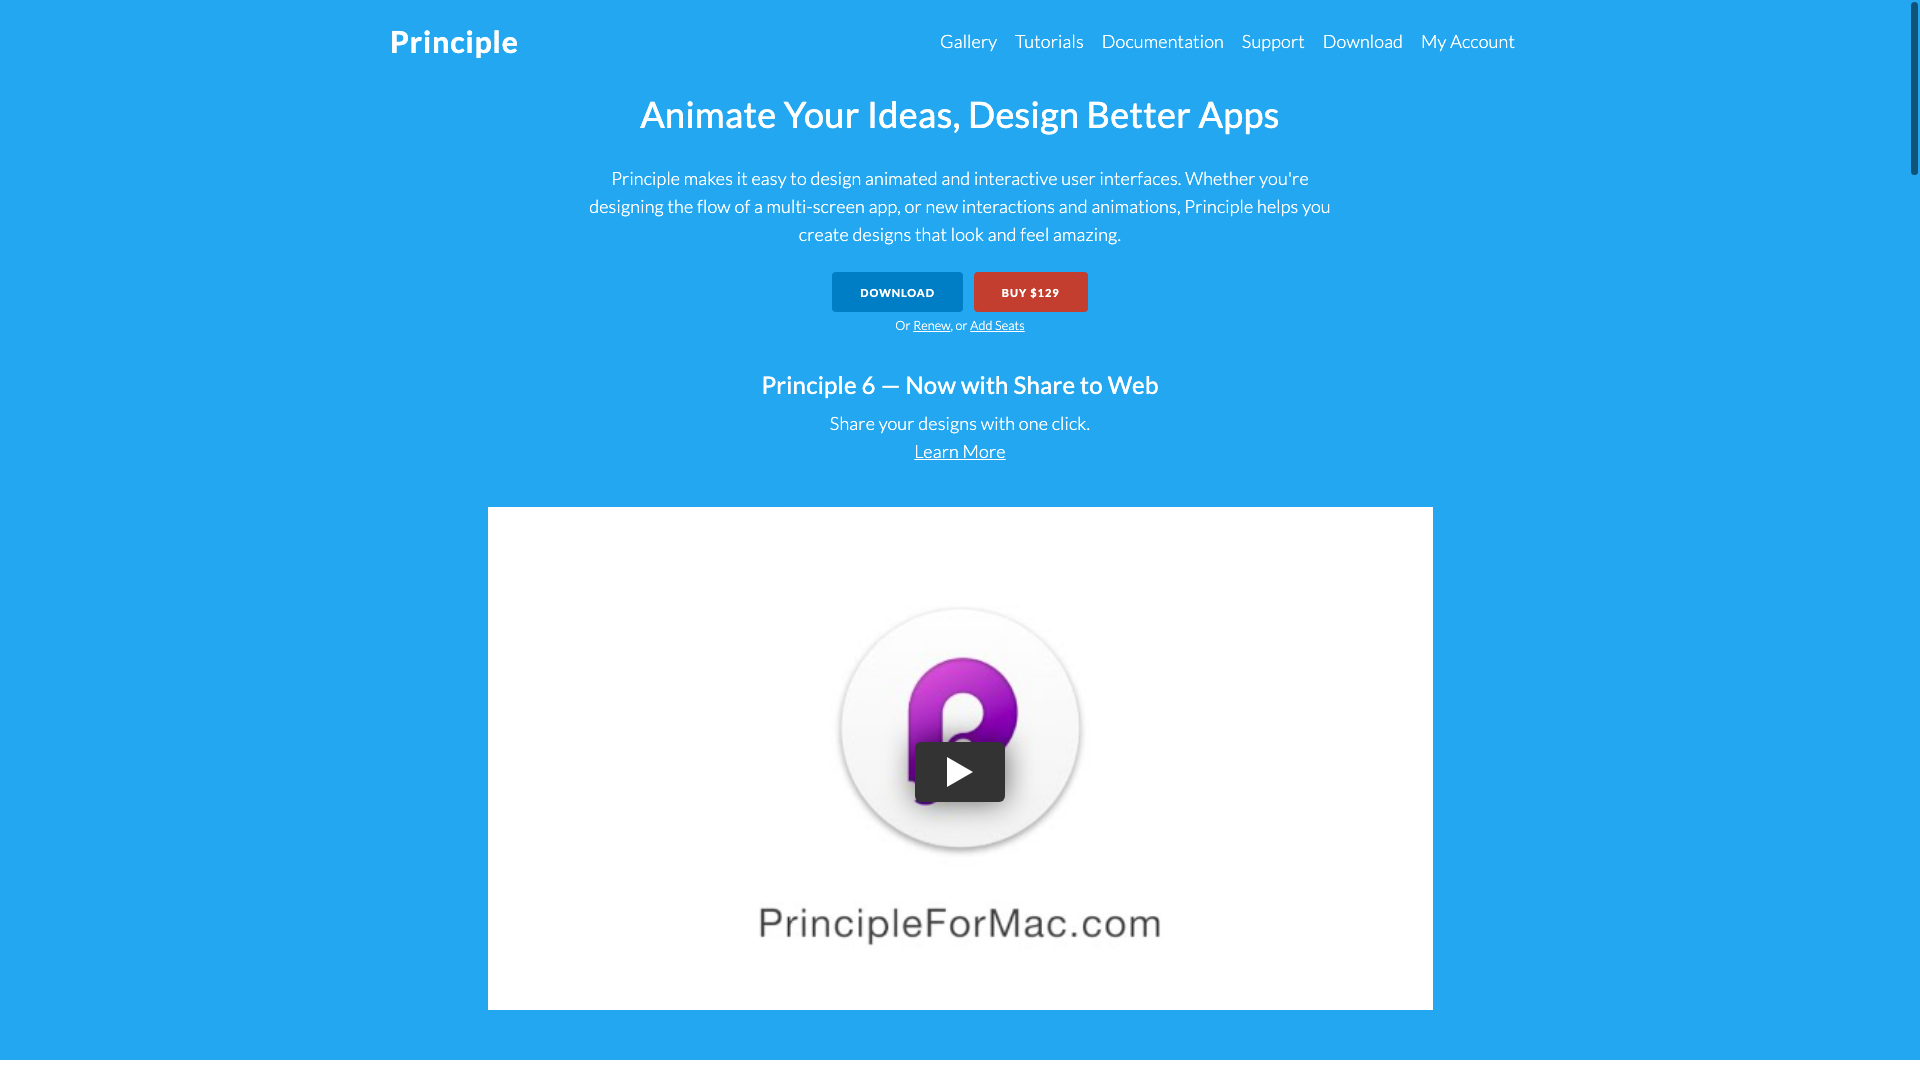 Principle
Gallery Tutorials Documentation Support Download My Account
Animate Your Ideas, Design Better Apps
Principle makes it easy to design animated and interactive user interfaces. Whether you're
designing the flow of a multi-screen app, or new interactions and animations, Principle helps you
create designs that look and feel amazing.
DOWNLOAD BUY $129
Or Renew, or Add Seats
Principle 6 — Now with Share to Web
Share your designs with one click.
Learn More
PrincipleForMac.com